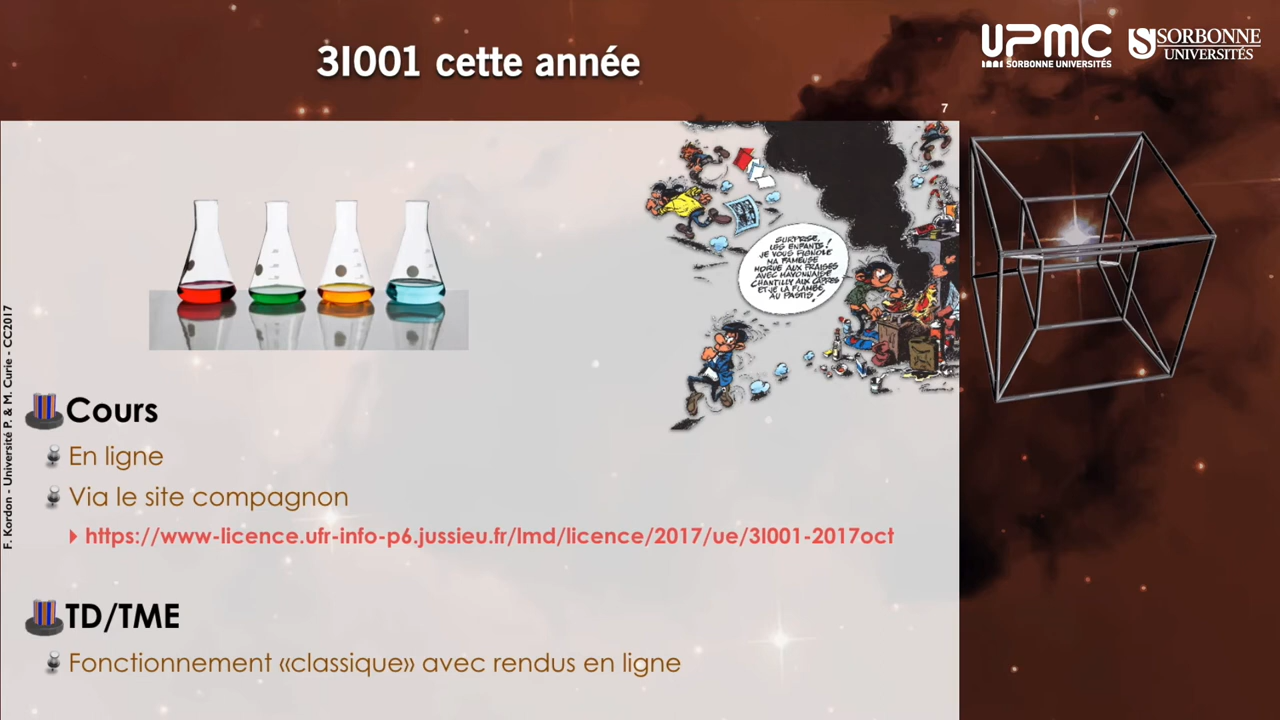 3I001 cette année
UPMC
SORBONNE UNIVERSITÉS
SORBONNE
UNIVERSITÉS
7
SURPRISE,
LES ENFANTS!
JE VOUS FIGNOLE
MA FAMEUSE
MORUE AUX FRAISES
AVEC MAYONNAISE
CHANTILLY AUX CÂPRES
ET JE LA FLAMBE
AU PASTIS!
Cours
En ligne
Via le site compagnon
https://www-licence.ufr-info-p6.jussieu.fr/lmd/licence/2017/ue/3I001-2017oct
TD/TME
Fonctionnement «classique» avec rendus en ligne
F. Kordon - Université P. & M. Curie - CC2017